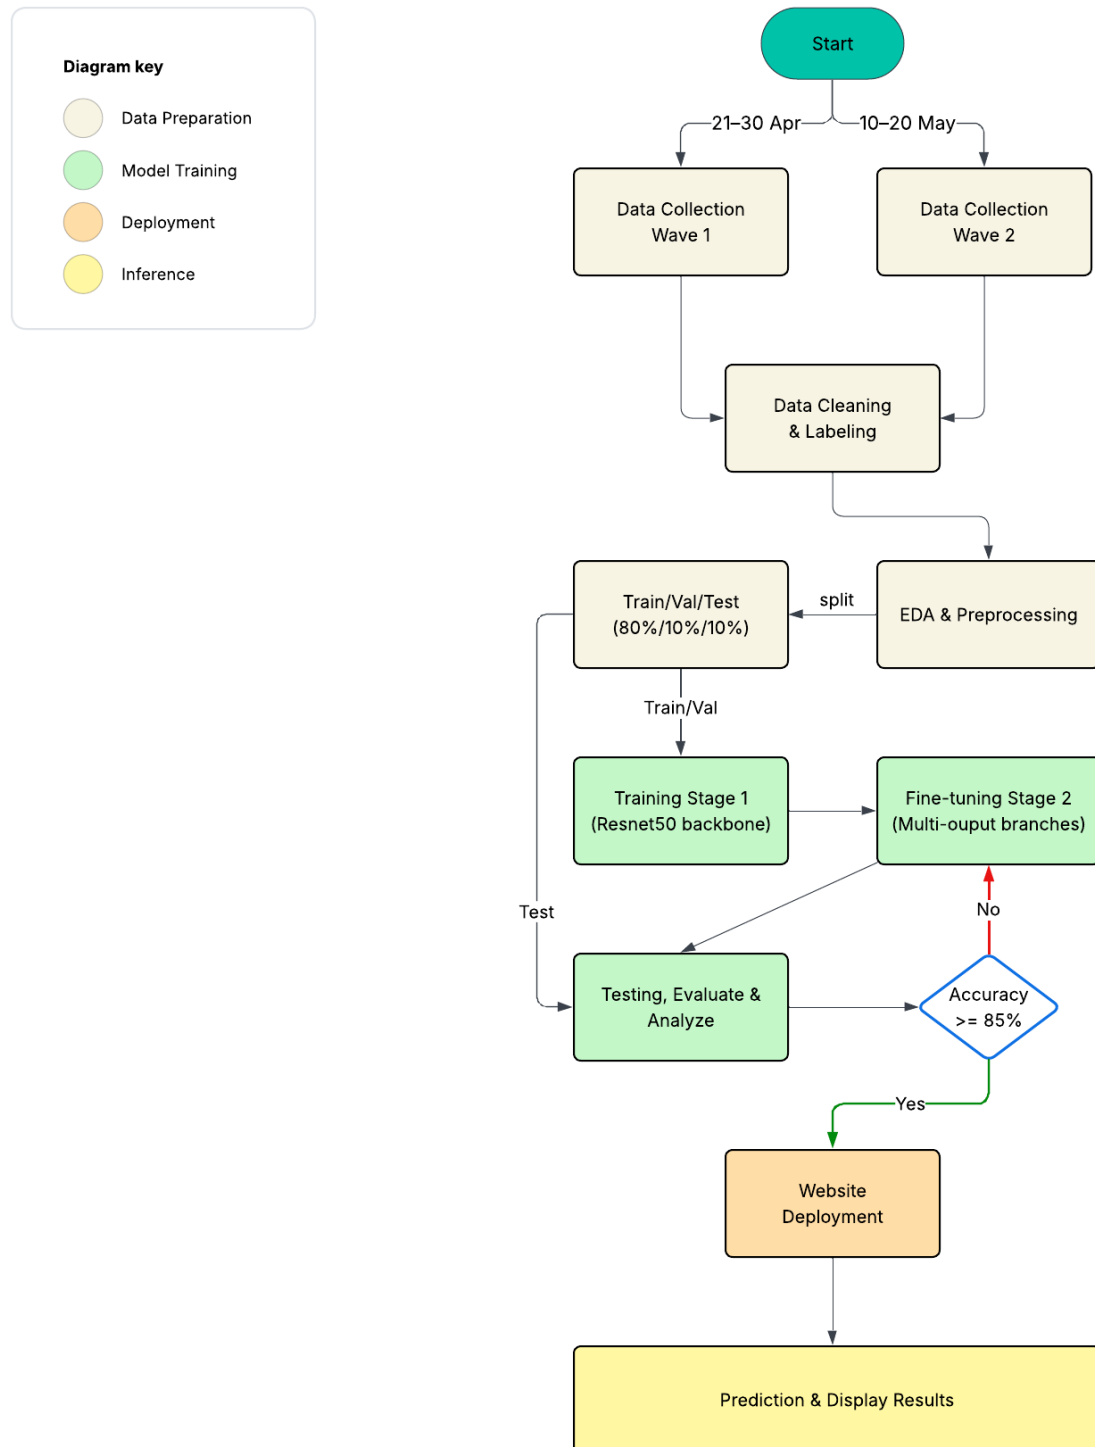 Diagram key
Data Preparation
Model Training
Deployment
Inference
Start
21–30 Apr
10–20 May
Data Collection
Wave 1
Data Collection
Wave 2
Data Cleaning
& Labeling
Train/Val/Test
(80%/10%/10%)
split
EDA & Preprocessing
Train/Val
Training Stage 1
(Resnet50 backbone)
Fine-tuning Stage 2
(Multi-ouput branches)
Test
No
Testing, Evaluate &
Analyze
Accuracy
>= 85%
Yes
Website
Deployment
Prediction & Display Results